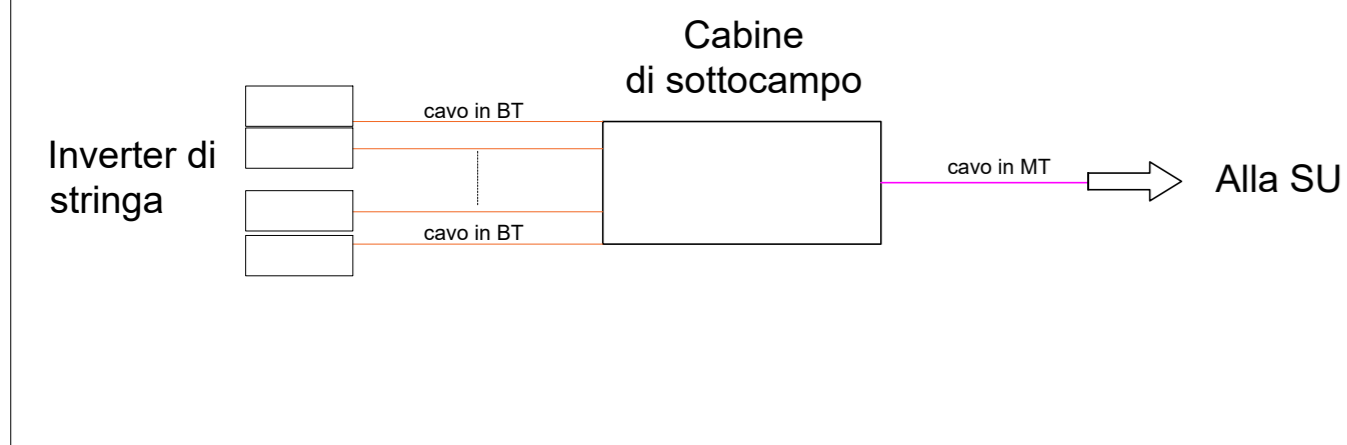 Cabine
di sottocampo
cavo in BT
Inverter di
stringa
cavo in MT
Alla SU
cavo in BT